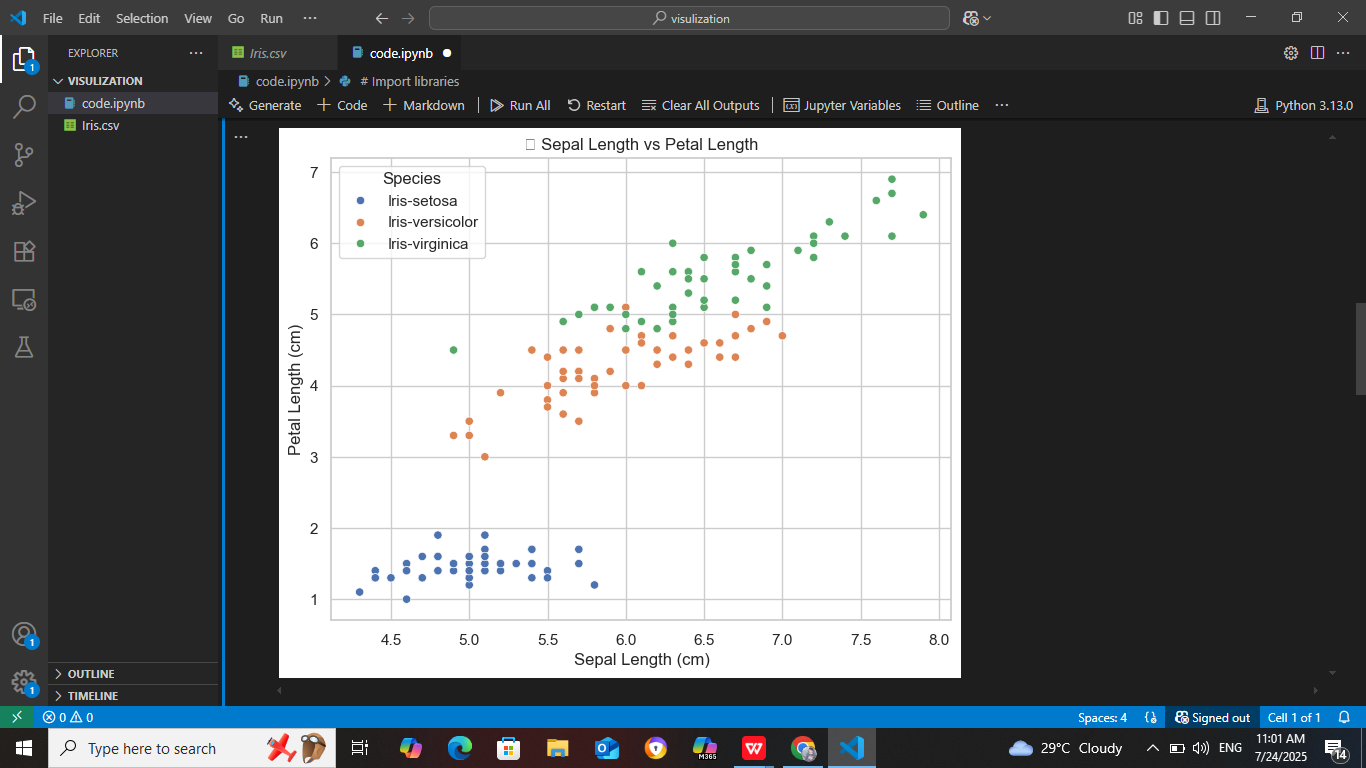 File Edit Selection View Go Run ···
visulization
EXPLORER ···
VISULIZATION
code.ipynb
Iris.csv
Iris.csv
code.ipynb
code.ipynb > # Import libraries
Generate + Code + Markdown Run All Restart Clear All Outputs Jupyter Variables Outline ··· Python 3.13.0
1
□ Sepal Length vs Petal Length
Species
Iris-setosa
Iris-versicolor
Iris-virginica
7
6
5
4
3
2
1
Petal Length (cm)
4.5 5.0 5.5 6.0 6.5 7.0 7.5 8.0
Sepal Length (cm)
1
1
OUTLINE
TIMELINE
0 0 Spaces: 4 Signed out Cell 1 of 1
Type here to search
M365
29°C Cloudy
ENG
11:01 AM
7/24/2025
14